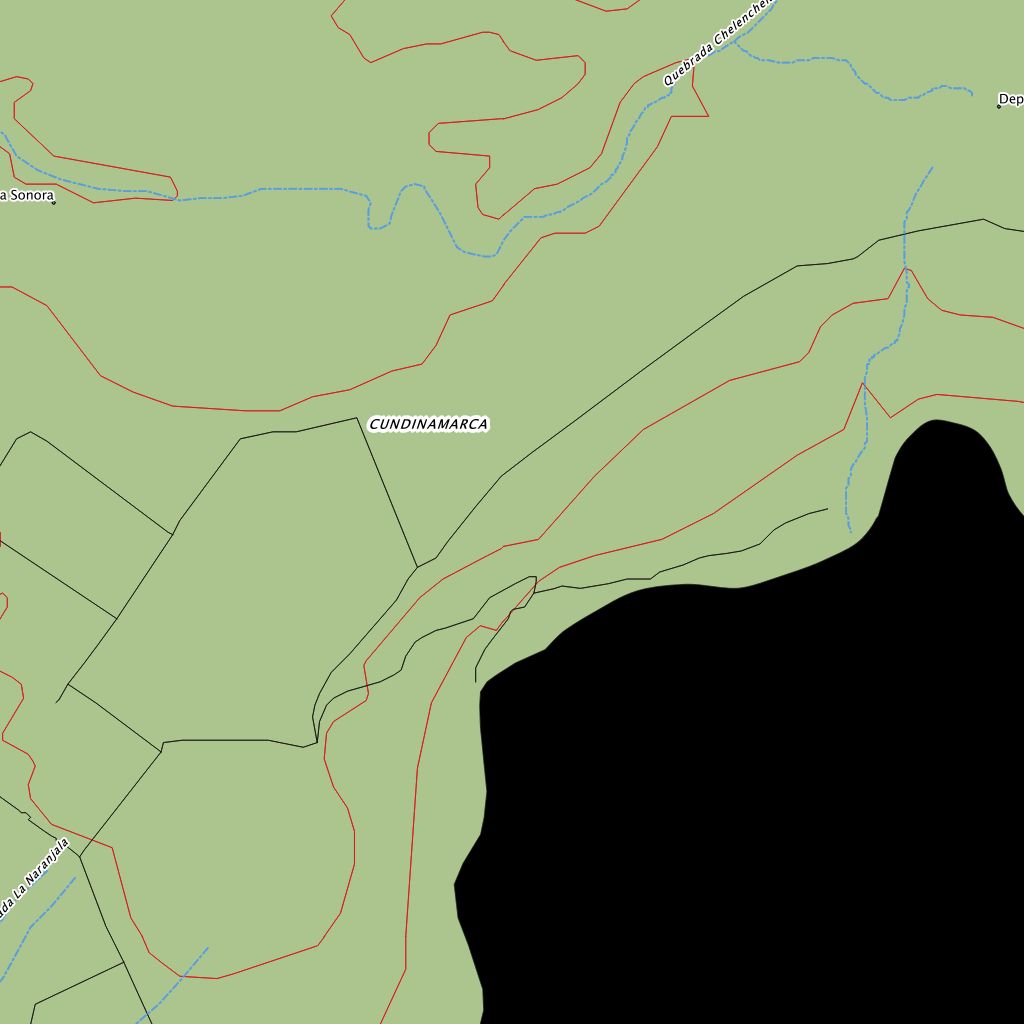 Quebrada Chelenchen
Dep
a Sonora
CUNDINAMARCA
ada La Naranjala